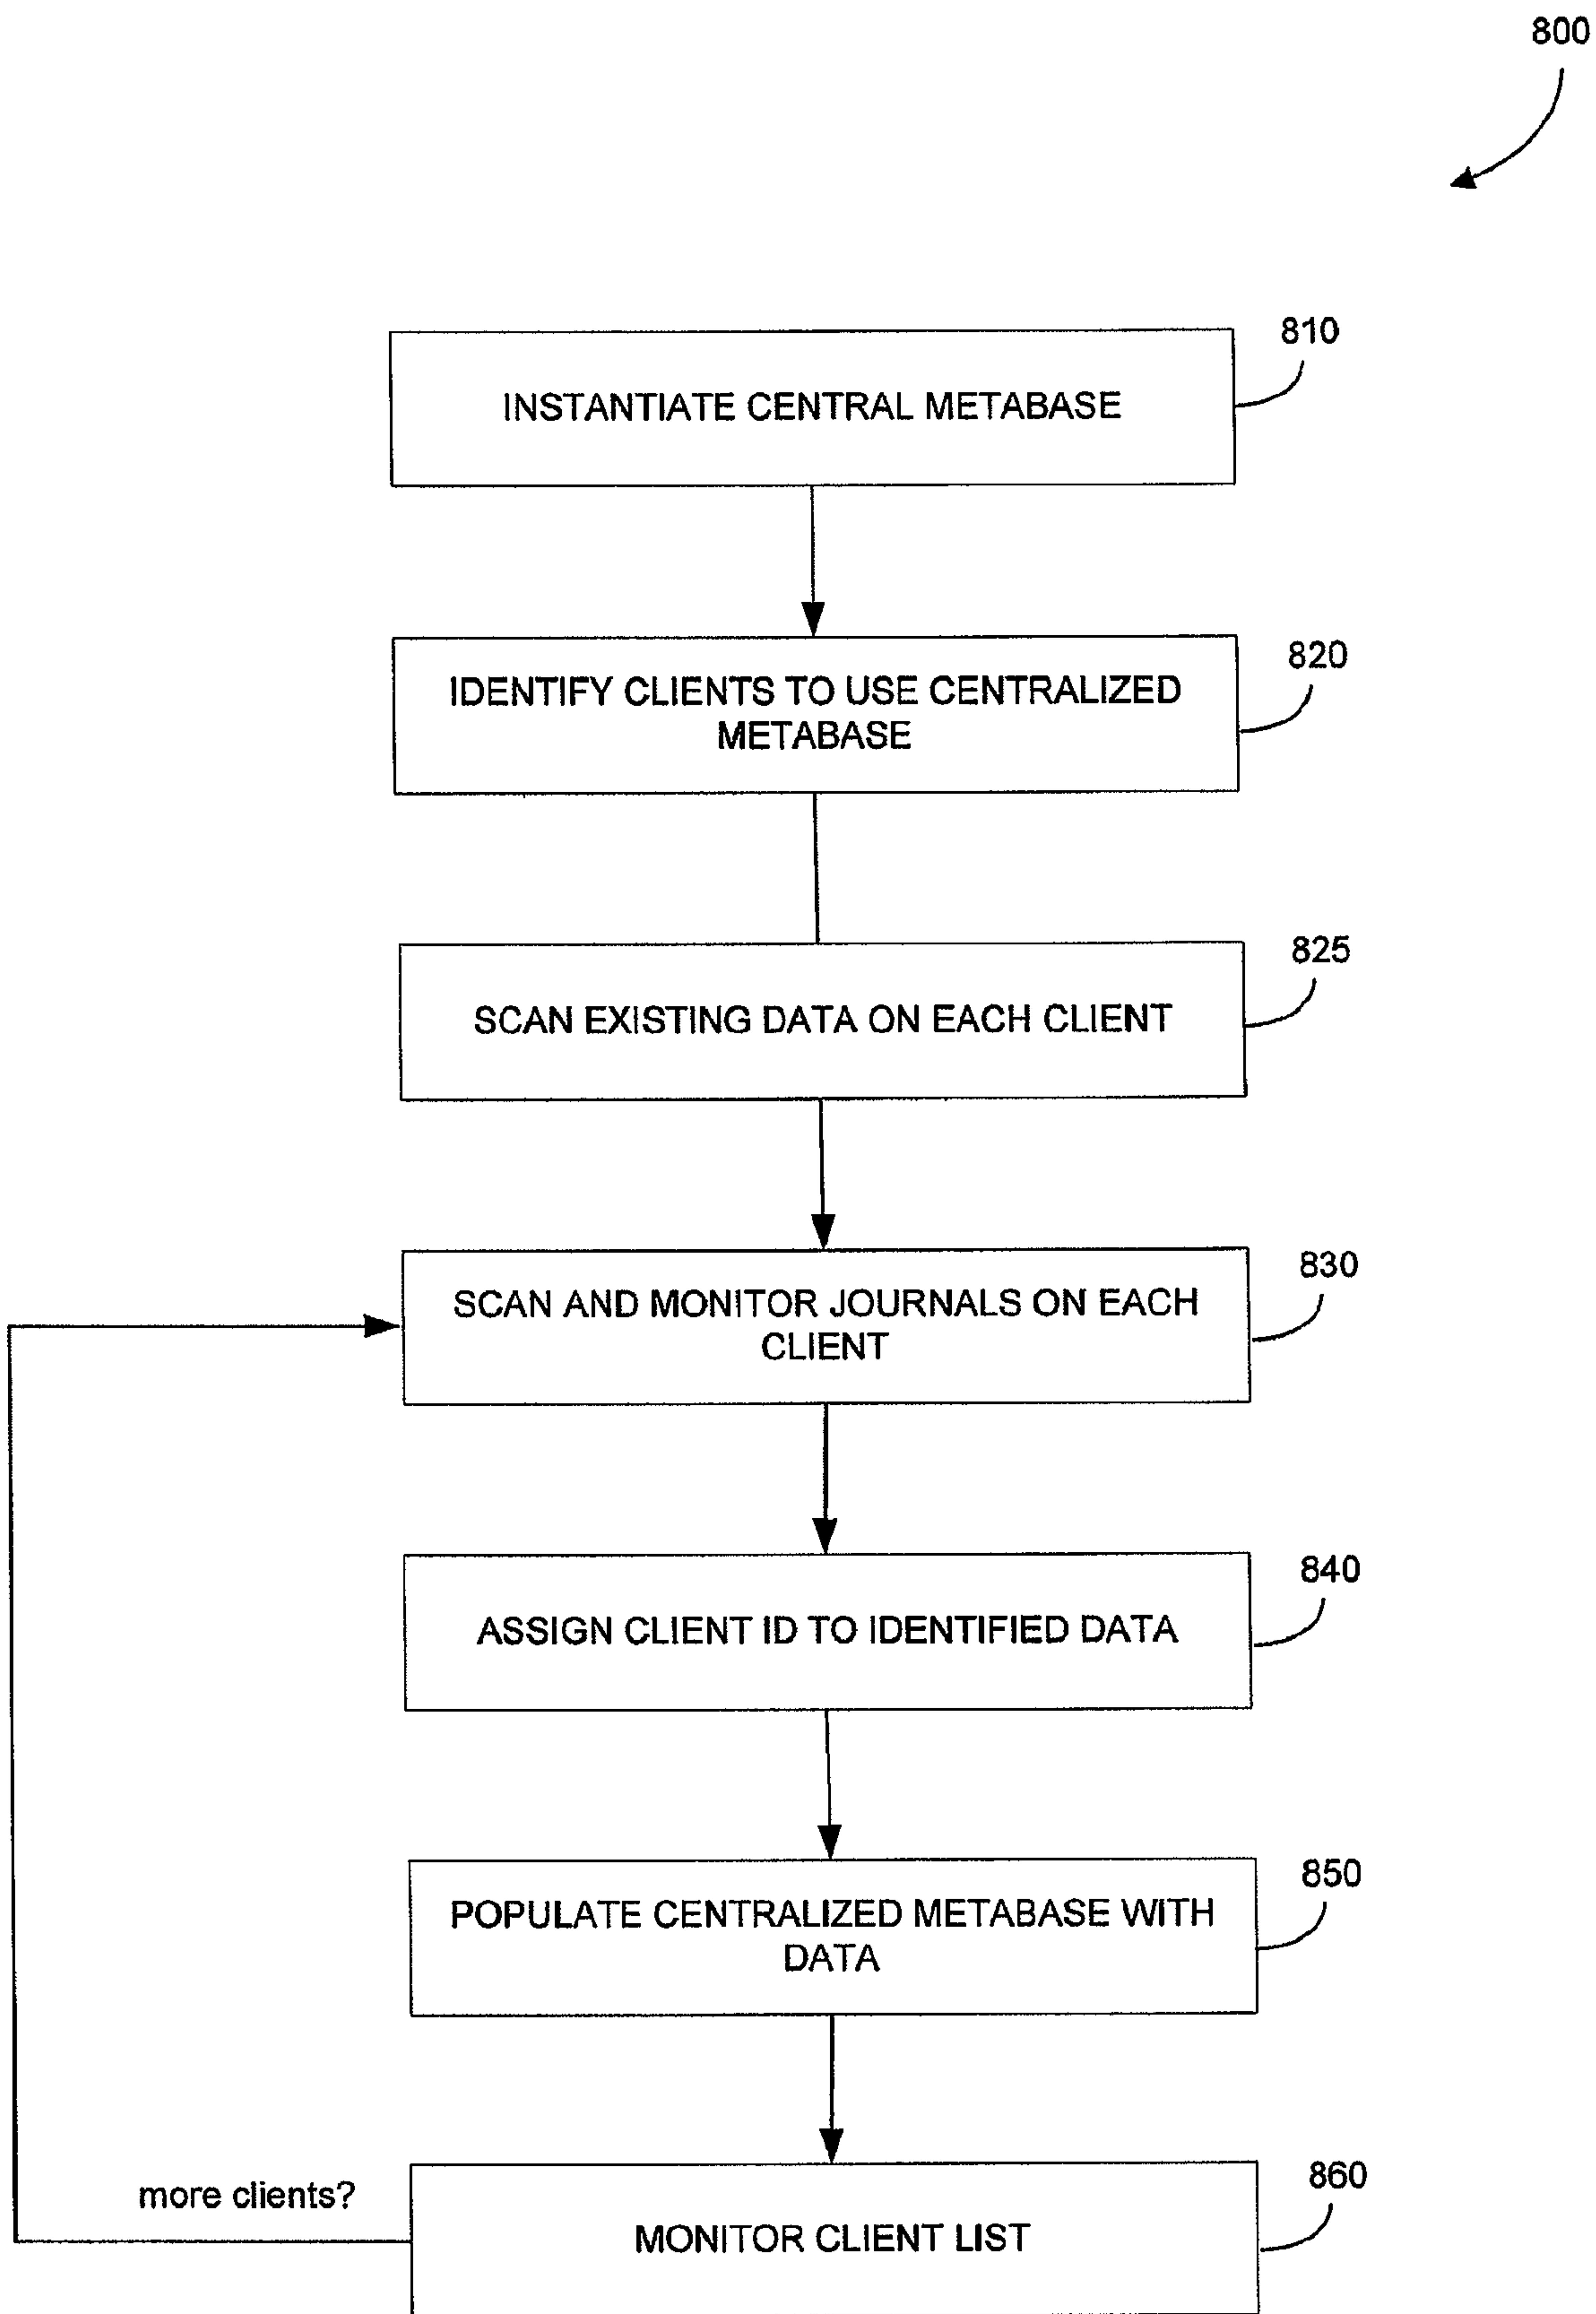 800
810
INSTANTIATE CENTRAL METABASE
820
IDENTIFY CLIENTS TO USE CENTRALIZED
METABASE
825
SCAN EXISTING DATA ON EACH CLIENT
830
SCAN AND MONITOR JOURNALS ON EACH
CLIENT
840
ASSIGN CLIENT ID TO IDENTIFIED DATA
850
POPULATE CENTRALIZED METABASE WITH
DATA
860
more clients?
MONITOR CLIENT LIST